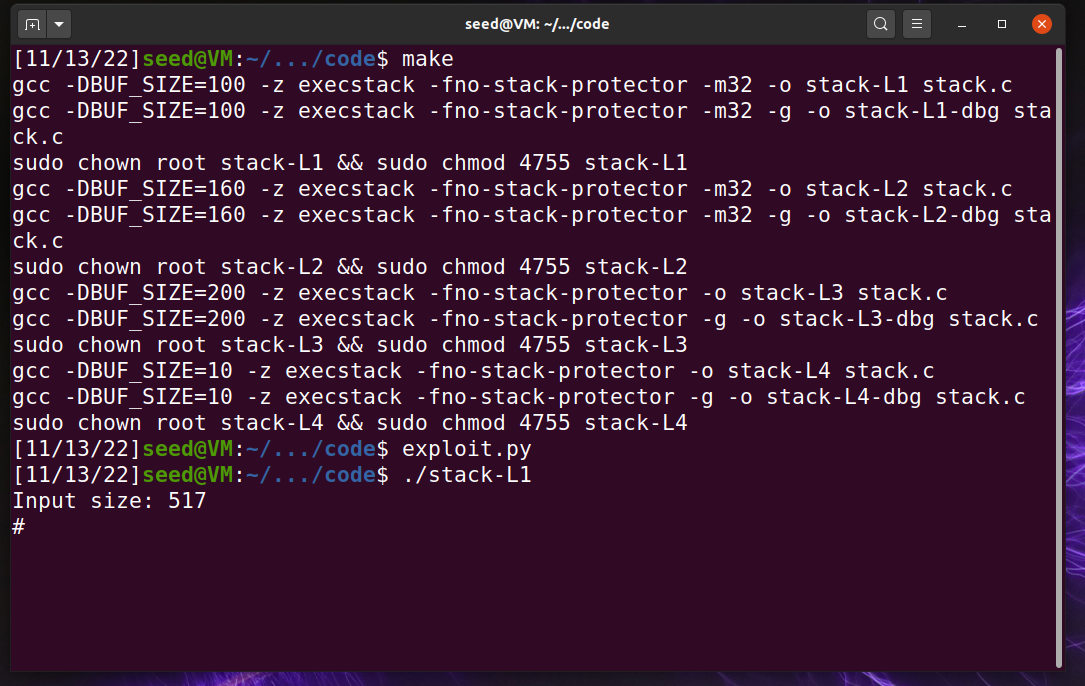 seed@VM: ~/.../code
[11/13/22]seed@VM:~/.../code$ make
gcc -DBUF_SIZE=100 -z execstack -fno-stack-protector -m32 -o stack-L1 stack.c
gcc -DBUF_SIZE=100 -z execstack -fno-stack-protector -m32 -g -o stack-L1-dbg sta
ck.c
sudo chown root stack-L1 && sudo chmod 4755 stack-L1
gcc -DBUF_SIZE=160 -z execstack -fno-stack-protector -m32 -o stack-L2 stack.c
gcc -DBUF_SIZE=160 -z execstack -fno-stack-protector -m32 -g -o stack-L2-dbg sta
ck.c
sudo chown root stack-L2 && sudo chmod 4755 stack-L2
gcc -DBUF_SIZE=200 -z execstack -fno-stack-protector -o stack-L3 stack.c
gcc -DBUF_SIZE=200 -z execstack -fno-stack-protector -g -o stack-L3-dbg stack.c
sudo chown root stack-L3 && sudo chmod 4755 stack-L3
gcc -DBUF_SIZE=10 -z execstack -fno-stack-protector -o stack-L4 stack.c
gcc -DBUF_SIZE=10 -z execstack -fno-stack-protector -g -o stack-L4-dbg stack.c
sudo chown root stack-L4 && sudo chmod 4755 stack-L4
[11/13/22]seed@VM:~/.../code$ exploit.py
[11/13/22]seed@VM:~/.../code$ ./stack-L1
Input size: 517
#